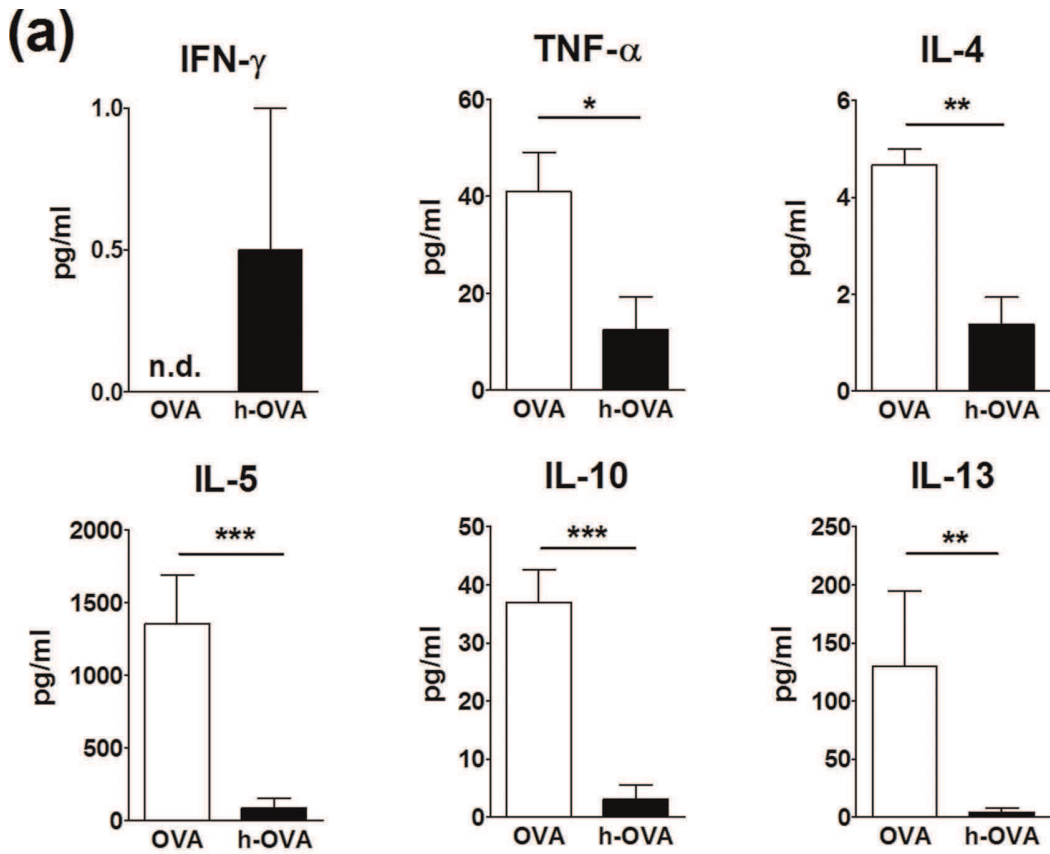 (a)
IFN-γ
1.0
0.5
0.0
pg/ml
n.d.
OVA h-OVA
TNF-α
60
40
20
0
pg/ml
*
OVA h-OVA
IL-4
6
4
2
0
pg/ml
**
OVA h-OVA
IL-5
2000
1500
1000
500
0
pg/ml
***
OVA h-OVA
IL-10
50
40
30
20
10
0
pg/ml
***
OVA h-OVA
IL-13
250
200
150
100
50
0
pg/ml
**
OVA h-OVA